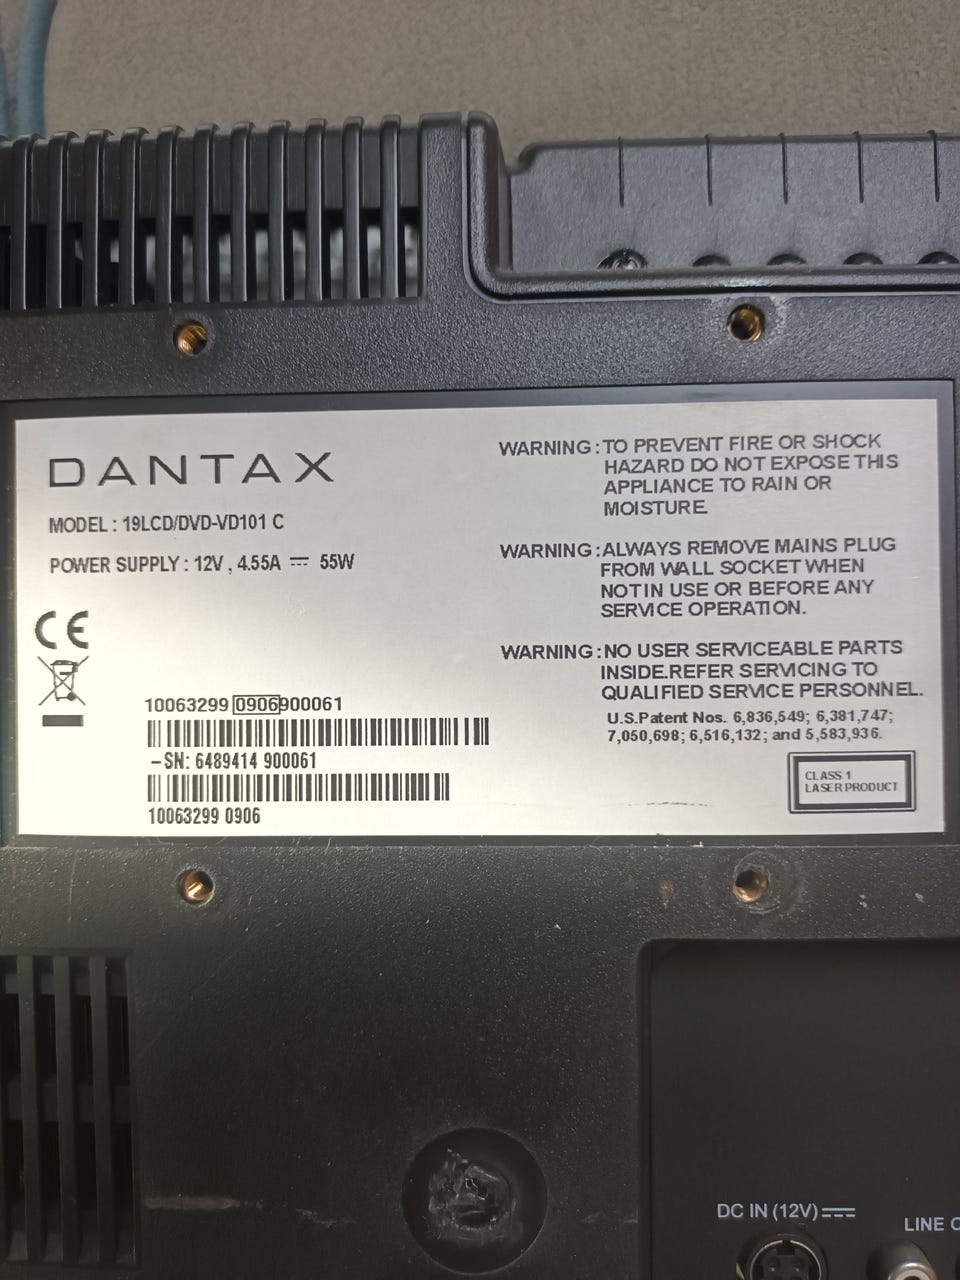 DANTAX
MODEL : 19LCD/DVD-VD101 C
POWER SUPPLY : 12V , 4.55A ⎓ 55W
CE
10063299 0906900061
-SN: 6489414 900061
10063299 0906
WARNING : TO PREVENT FIRE OR SHOCK
HAZARD DO NOT EXPOSE THIS
APPLIANCE TO RAIN OR
MOISTURE.
WARNING : ALWAYS REMOVE MAINS PLUG
FROM WALL SOCKET WHEN
NOT IN USE OR BEFORE ANY
SERVICE OPERATION.
WARNING : NO USER SERVICEABLE PARTS
INSIDE.REFER SERVICING TO
QUALIFIED SERVICE PERSONNEL.
U.S.Patent Nos. 6,836,549; 6,381,747;
7,050,698; 6,516,132; and 5,583,936.
CLASS 1
LASER PRODUCT
DC IN (12V) ⎓
LINE